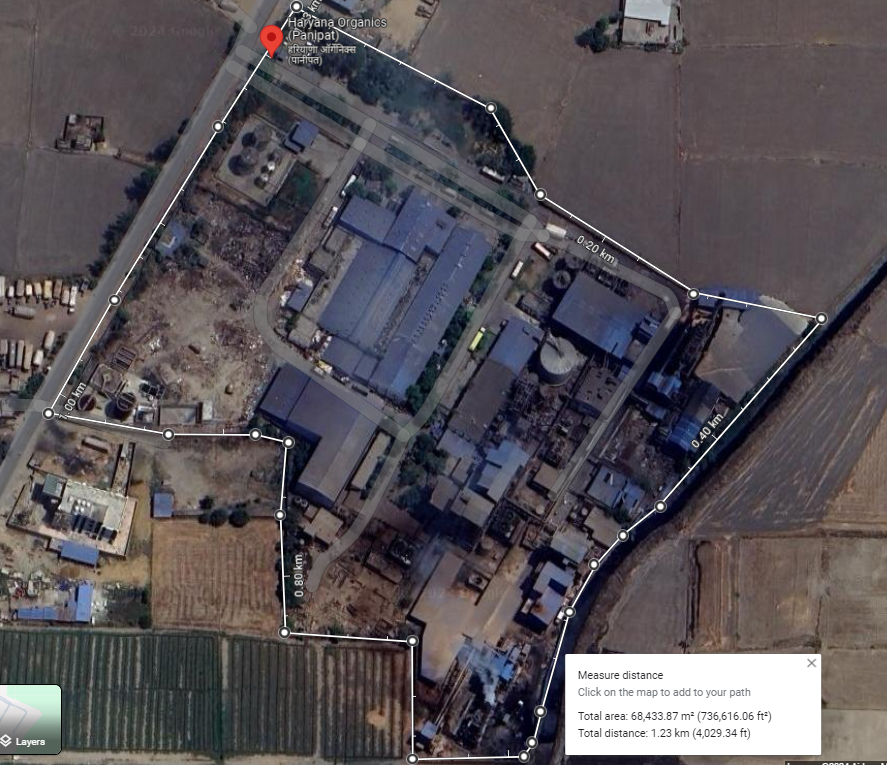 Haryana Organics
(Panipat)
हरियाणा ऑर्गेनिक्स
(पानीपत)
0.20 km
0.40 km
0.80 km
Measure distance
Click on the map to add to your path
Total area: 68,433.87 m² (736,616.06 ft²)
Total distance: 1.23 km (4,029.34 ft)
Layers